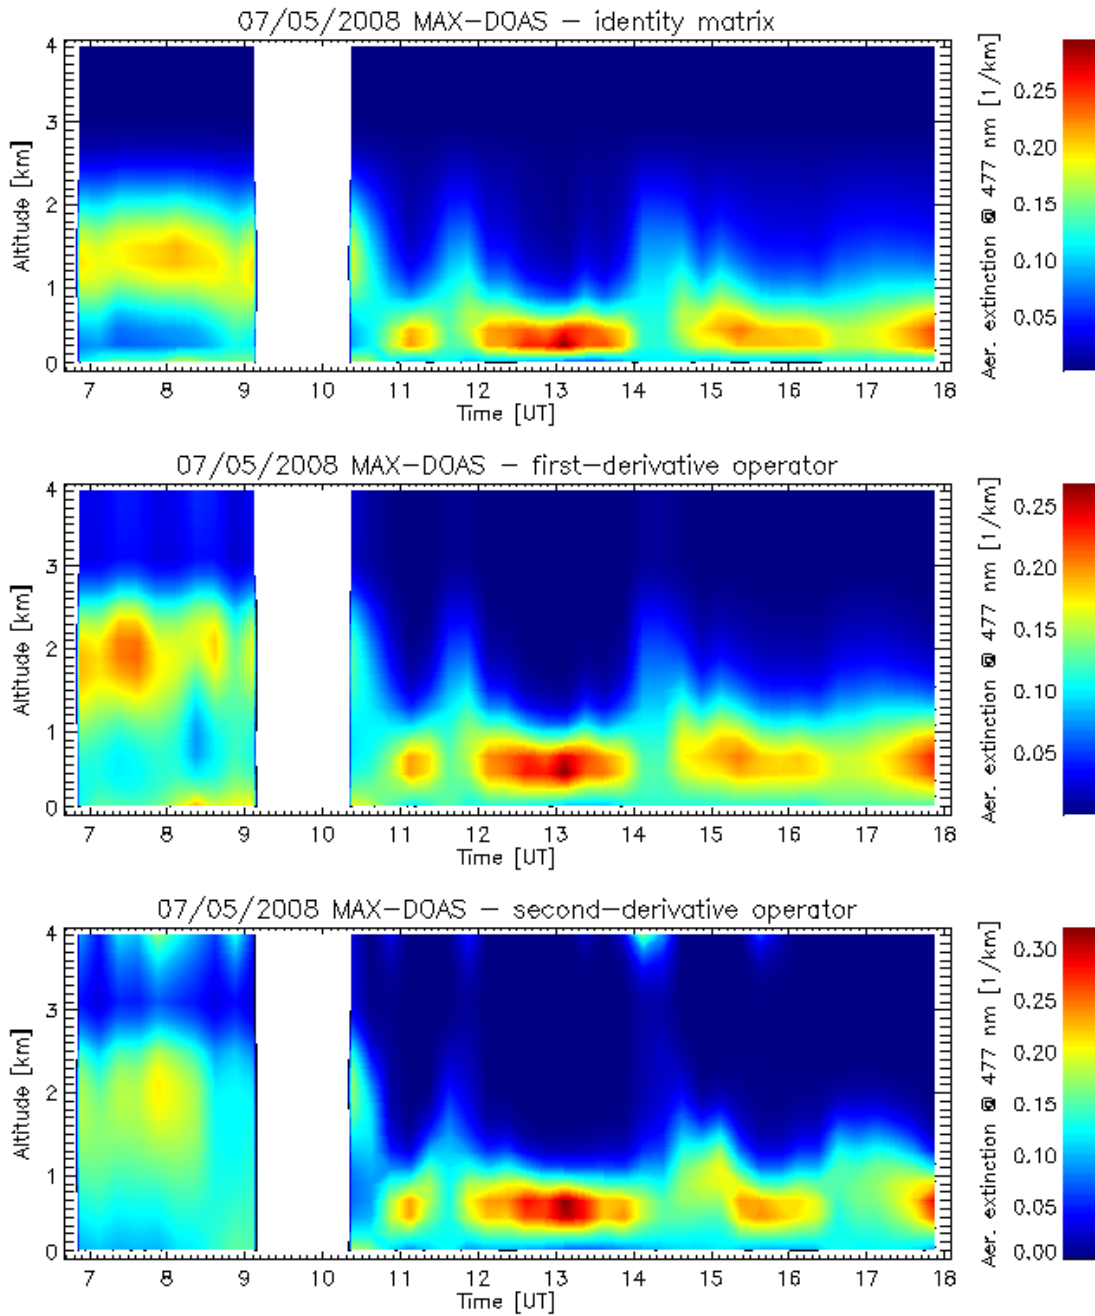 07/05/2008 MAX-DOAS - identity matrix
4
3
2
1
0
Altitude [km]
7 8 9 10 11 12 13 14 15 16 17 18
Time [UT]
Aer. extinction @ 477 nm [1/km]
0.25
0.20
0.15
0.10
0.05
07/05/2008 MAX-DOAS - first-derivative operator
4
3
2
1
0
Altitude [km]
7 8 9 10 11 12 13 14 15 16 17 18
Time [UT]
Aer. extinction @ 477 nm [1/km]
0.25
0.20
0.15
0.10
0.05
07/05/2008 MAX-DOAS - second-derivative operator
4
3
2
1
0
Altitude [km]
7 8 9 10 11 12 13 14 15 16 17 18
Time [UT]
Aer. extinction @ 477 nm [1/km]
0.30
0.25
0.20
0.15
0.10
0.05
0.00